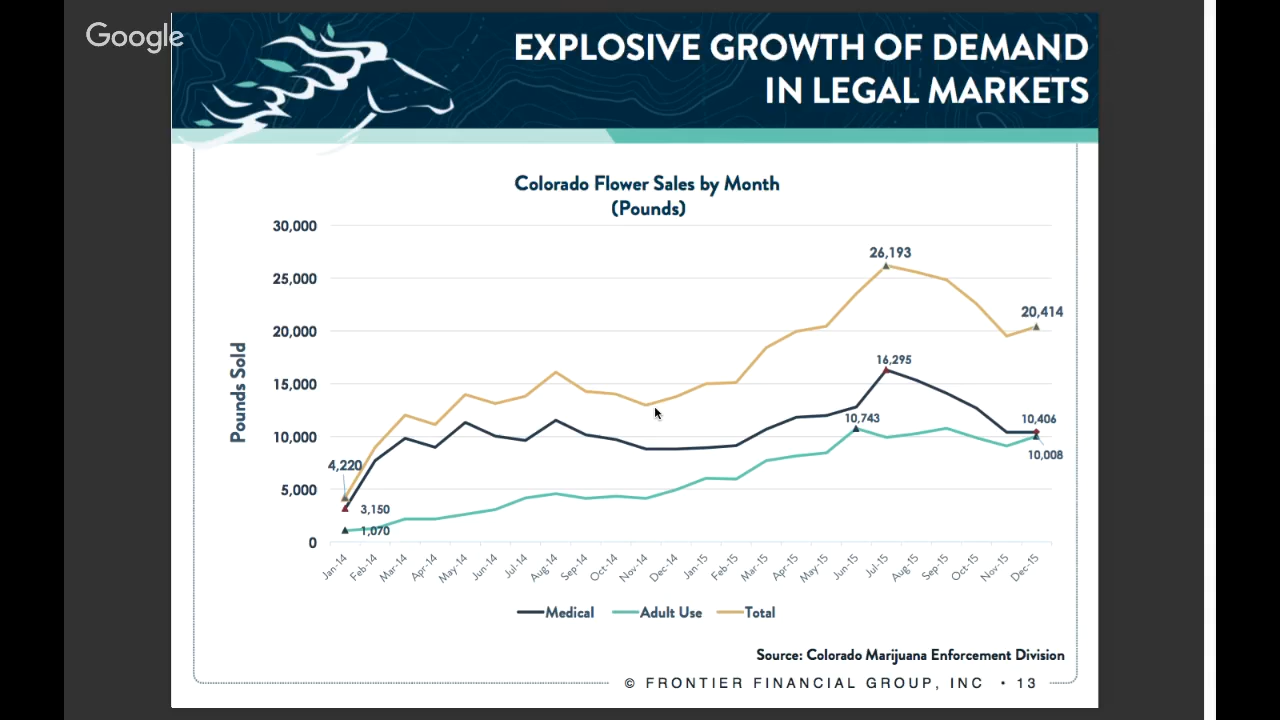 Google
EXPLOSIVE GROWTH OF DEMAND
IN LEGAL MARKETS
Colorado Flower Sales by Month
(Pounds)
Pounds Sold
30,000
25,000
20,000
15,000
10,000
5,000
0
26,193
20,414
16,295
10,743
10,406
10,008
4,220
3,150
1,070
Jan-14
Feb-14
Mar-14
Apr-14
May-14
Jun-14
Jul-14
Aug-14
Sep-14
Oct-14
Nov-14
Dec-14
Jan-15
Feb-15
Mar-15
Apr-15
May-15
Jun-15
Jul-15
Aug-15
Sep-15
Oct-15
Nov-15
Dec-15
Medical Adult Use Total
Source: Colorado Marijuana Enforcement Division
© FRONTIER FINANCIAL GROUP, INC • 13